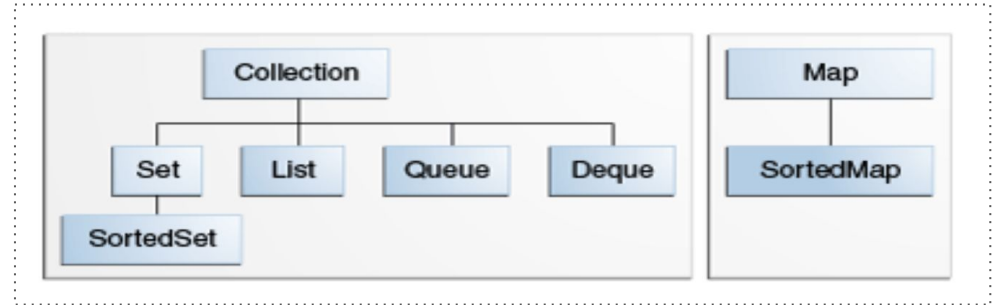 Collection
Map
Set
List
Queue
Deque
SortedMap
SortedSet